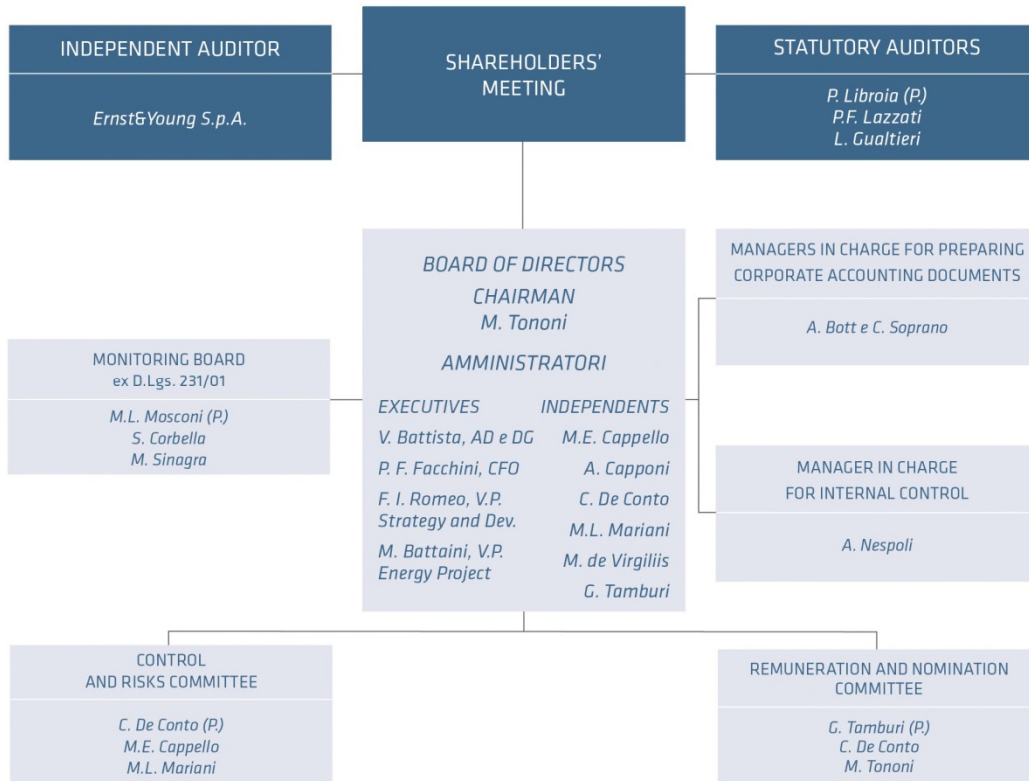 INDEPENDENT AUDITOR
Ernst&Young S.p.A.
SHAREHOLDERS'
MEETING
STATUTORY AUDITORS
P. Libroia (P.)
P.F. Lazzati
L. Gualtieri
BOARD OF DIRECTORS
CHAIRMAN
M. Tononi
AMMINISTRATORI
EXECUTIVES
V. Battista, AD e DG
P. F. Facchini, CFO
F. I. Romeo, V.P.
Strategy and Dev.
M. Battaini, V.P.
Energy Project
INDEPENDENTS
M.E. Cappello
A. Capponi
C. De Conto
M.L. Mariani
M. de Virgiliis
G. Tamburi
MONITORING BOARD
ex D.Lgs. 231/01
M.L. Mosconi (P.)
S. Corbella
M. Sinagra
MANAGERS IN CHARGE FOR PREPARING
CORPORATE ACCOUNTING DOCUMENTS
A. Bott e C. Soprano
MANAGER IN CHARGE
FOR INTERNAL CONTROL
A. Nespoli
CONTROL
AND RISKS COMMITTEE
C. De Conto (P.)
M.E. Cappello
M.L. Mariani
REMUNERATION AND NOMINATION
COMMITTEE
G. Tamburi (P.)
C. De Conto
M. Tononi